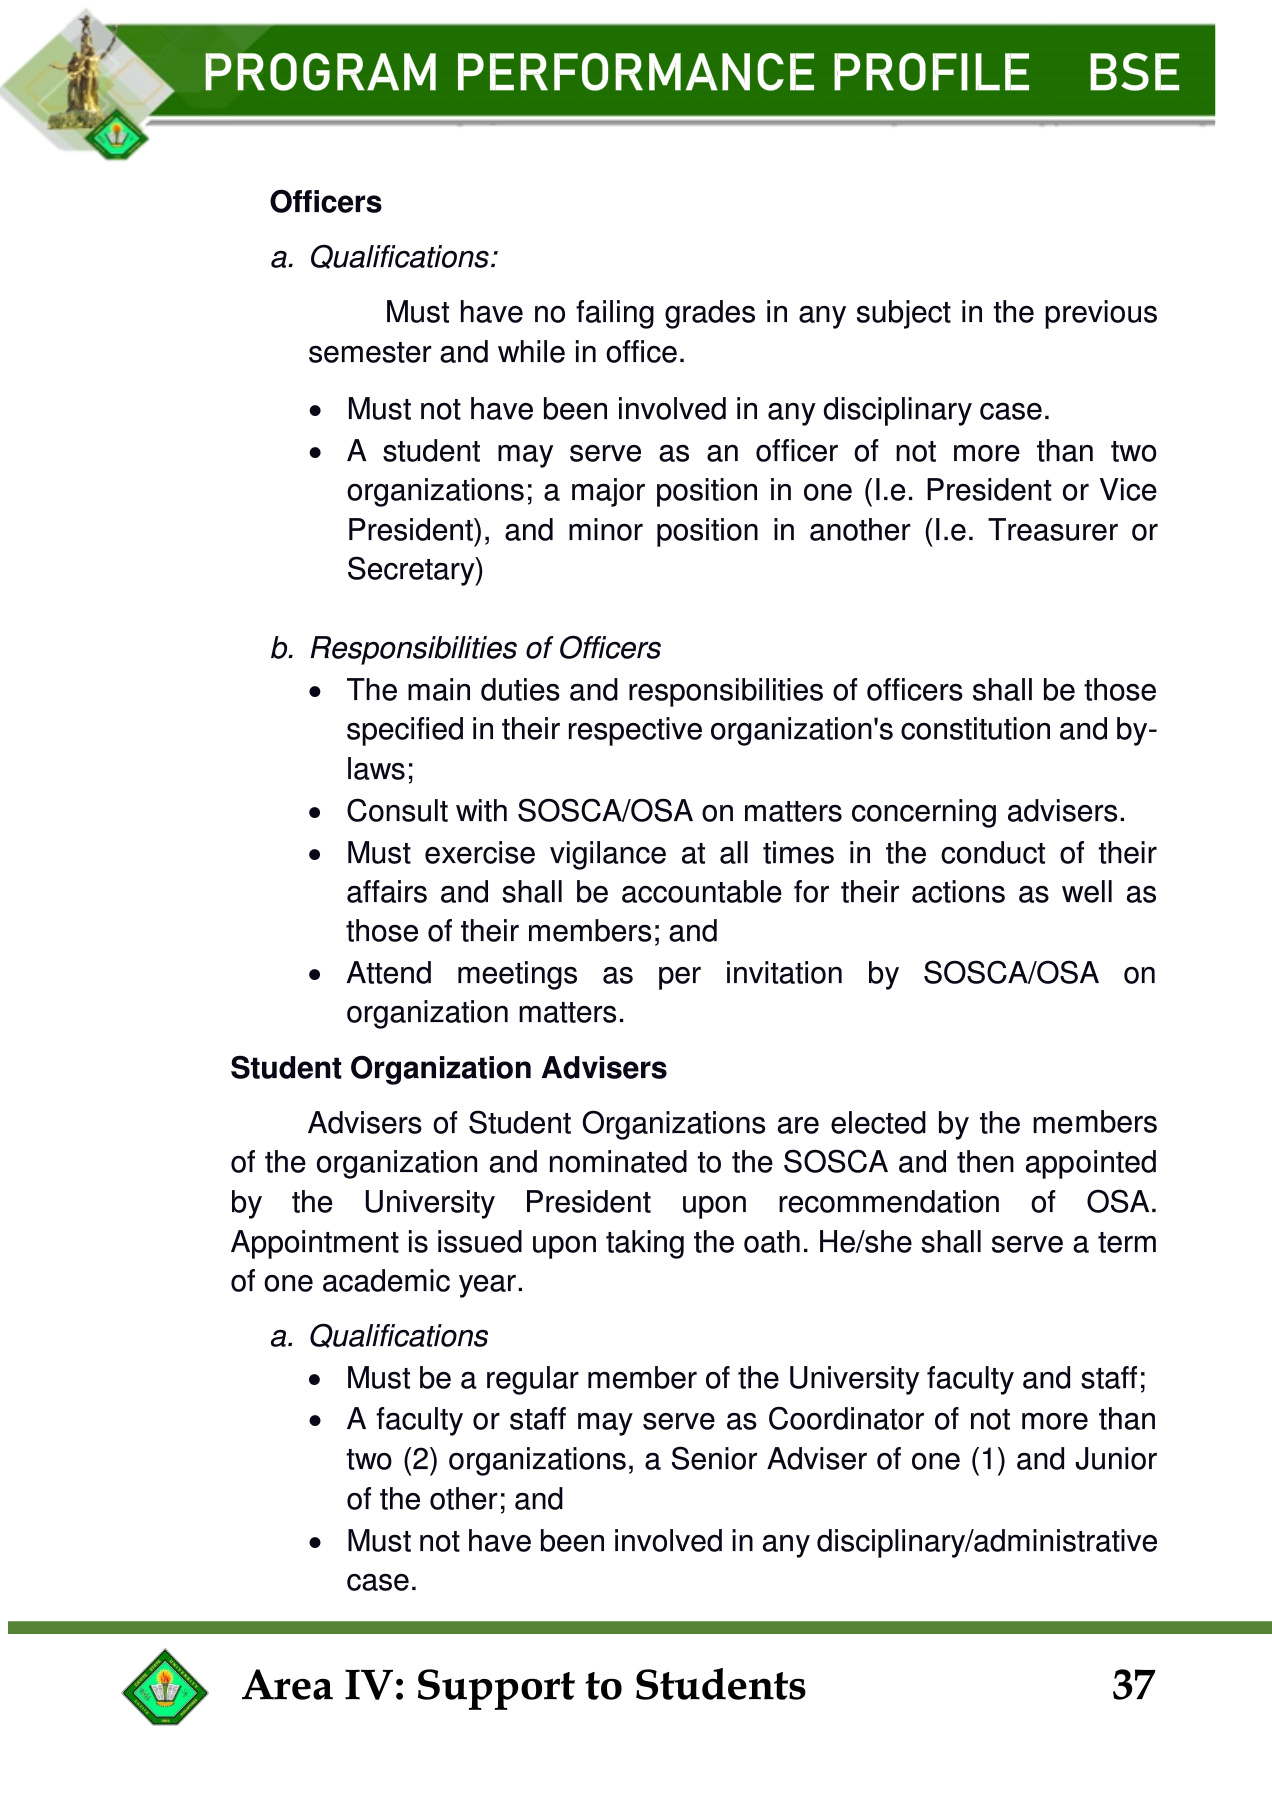 PROGRAM PERFORMANCE PROFILE BSE
Officers
a. Qualifications:
Must have no failing grades in any subject in the previous
semester and while in office.
• Must not have been involved in any disciplinary case.
• A student may serve as an officer of not more than two
organizations; a major position in one (I.e. President or Vice
President), and minor position in another (I.e. Treasurer or
Secretary)
b. Responsibilities of Officers
• The main duties and responsibilities of officers shall be those
specified in their respective organization's constitution and by-
laws;
• Consult with SOSCA/OSA on matters concerning advisers.
• Must exercise vigilance at all times in the conduct of their
affairs and shall be accountable for their actions as well as
those of their members; and
• Attend meetings as per invitation by SOSCA/OSA on
organization matters.
Student Organization Advisers
Advisers of Student Organizations are elected by the members
of the organization and nominated to the SOSCA and then appointed
by the University President upon recommendation of OSA.
Appointment is issued upon taking the oath. He/she shall serve a term
of one academic year.
a. Qualifications
• Must be a regular member of the University faculty and staff;
• A faculty or staff may serve as Coordinator of not more than
two (2) organizations, a Senior Adviser of one (1) and Junior
of the other; and
• Must not have been involved in any disciplinary/administrative
case.
Area IV: Support to Students 37